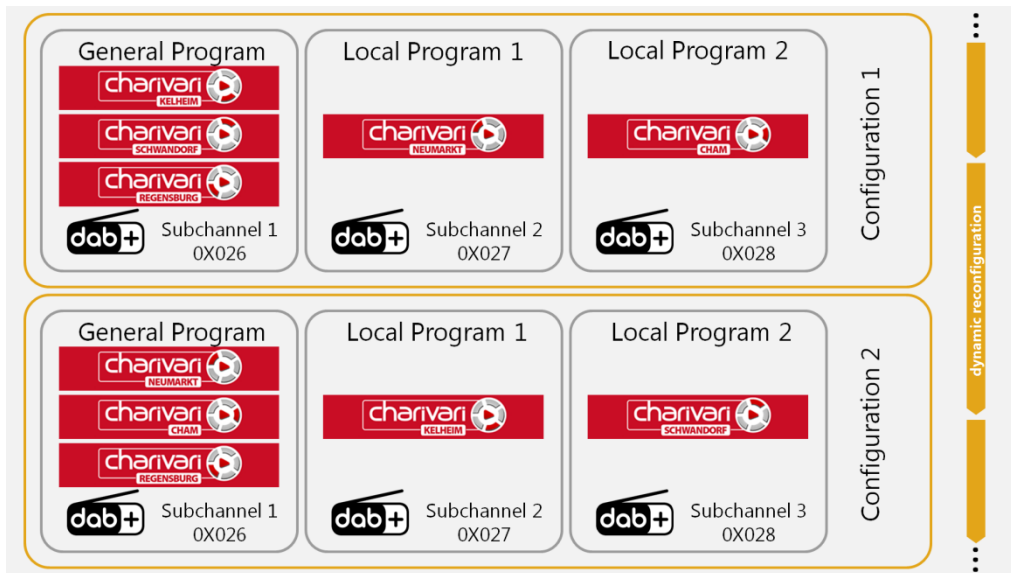 General Program
charivari
KELHEIM
charivari
SCHWANDORF
charivari
REGENSBURG
dab+
Subchannel 1
0X026
Local Program 1
charivari
NEUMARKT
dab+
Subchannel 2
0X027
Local Program 2
charivari
CHAM
dab+
Subchannel 3
0X028
Configuration 1
General Program
charivari
NEUMARKT
charivari
CHAM
charivari
REGENSBURG
dab+
Subchannel 1
0X026
Local Program 1
charivari
KELHEIM
dab+
Subchannel 2
0X027
Local Program 2
charivari
SCHWANDORF
dab+
Subchannel 3
0X028
Configuration 2
dynamic reconfiguration